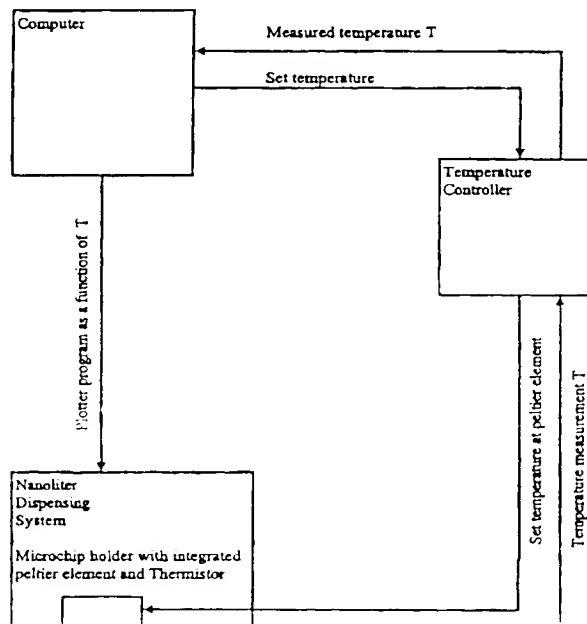 Computer
Measured temperature T
Set temperature
Temperature
Controller
Plotter program as a function of T
Set temperature at peltier element
Temperature measurement T
Nanoliter
Dispensing
System
Microchip holder with integrated
peltier element and Thermistor